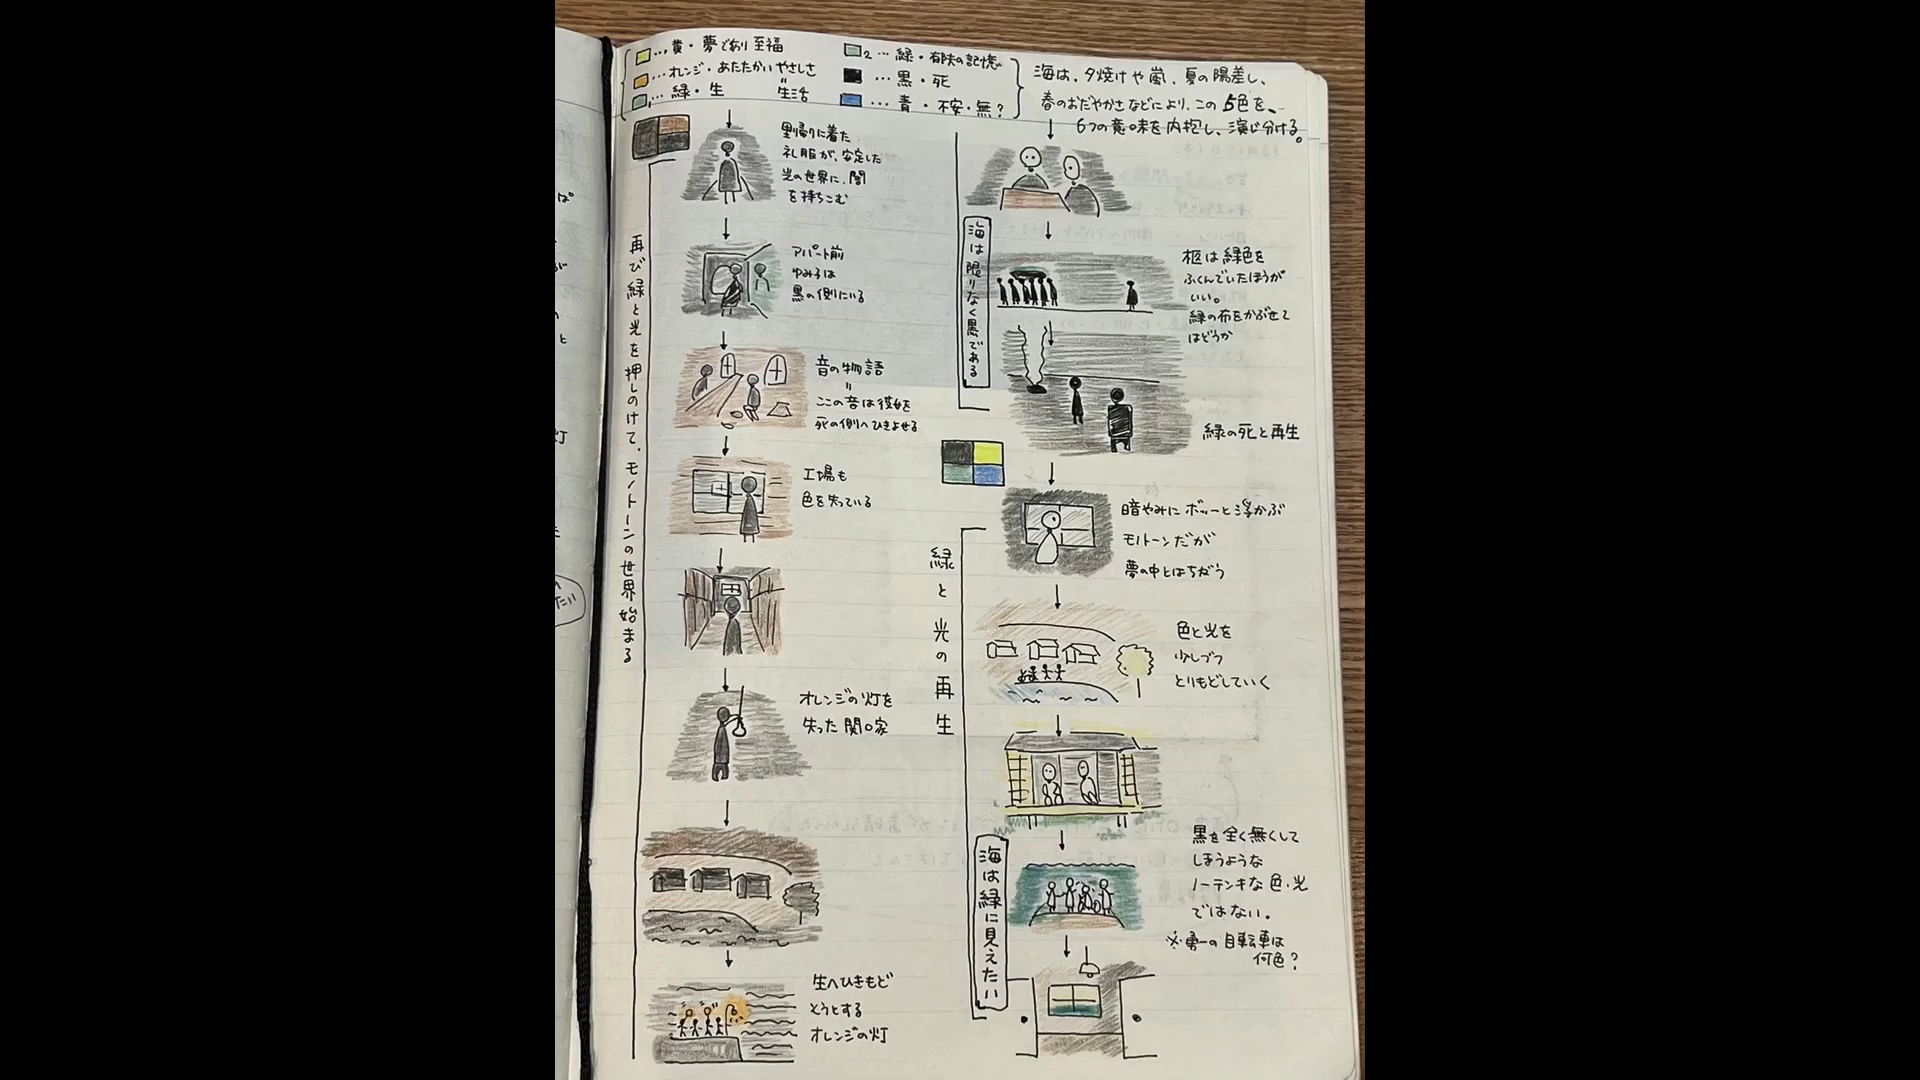 …黄・夢であり至福
…オレンジ・あたたかいやさしさ
=
生活
1…緑・生
2…緑・有夫の記憶
…黒・死
…青・不安・無?
海は、夕焼けや嵐、夏の陽差し、
春のおだやかさなどにより、この5色を、
6つの意味を内抱し、演じ分ける。
再び緑と光を押しのけて、モノトーンの世界始まる
里帰りに着た
礼服が、安定した
光の世界に、闇
を持ちこむ
アパート前
ゆみ子は
黒の側にいる
音の物語
=
ここの音は彼女を
死の側へひきよせる
工場も
色を失っている
オレンジの灯を
失った関口家
生へひきもど
そうとする
オレンジの灯
海は限りなく黒である
柩は緑色を
ふくんでいたほうが
いい。
緑の布をかぶせて
はどうか
緑の死と再生
緑と光の再生
暗やみにボッーと浮かぶ
モノトーンだが
夢の中とはちがう
色と光を
少しづつ
とりもどしていく
海は緑に見えたい
黒を全く無くして
しまうような
ノーテンキな色・光
ではない。
※勇一の自転車は
何色?